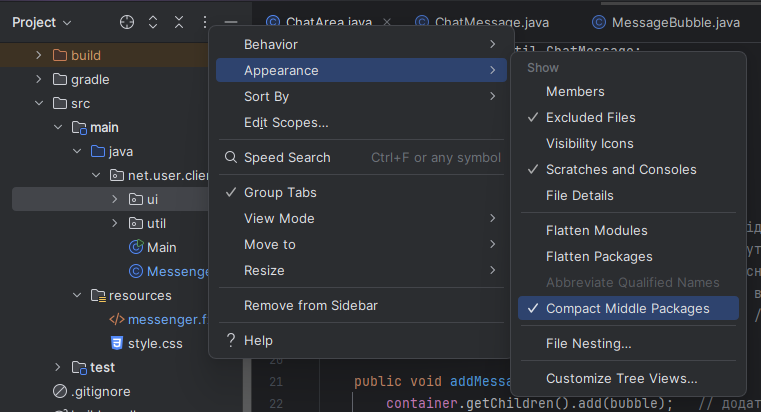 Project
ChatArea.java
ChatMessage.java
MessageBubble.java
build
gradle
src
main
java
net.user.clie
ui
util
Main
Messenge
resources
messenger.f
style.css
test
.gitignore
Behavior
Appearance
Sort By
Edit Scopes...
Speed Search Ctrl+F or any symbol
Group Tabs
View Mode
Move to
Resize
Remove from Sidebar
Help
Show
Members
Excluded Files
Visibility Icons
Scratches and Consoles
File Details
Flatten Modules
Flatten Packages
Abbreviate Qualified Names
Compact Middle Packages
File Nesting...
Customize Tree Views...
ChatMessage;
20
21 public void addMessa
22 container.getChildren().add(bubble); // додат